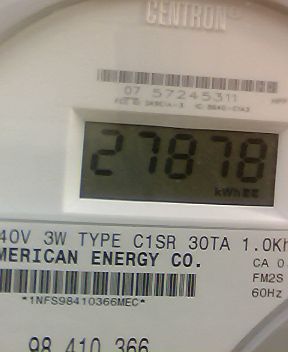 CENTRON®
07 57245311
27878
kWh
40V 3W TYPE C1SR 30TA 1.0Kh
MERICAN ENERGY CO.
CA 0
FM2S
60Hz
*1NFS98410366MEC*
98 410 366